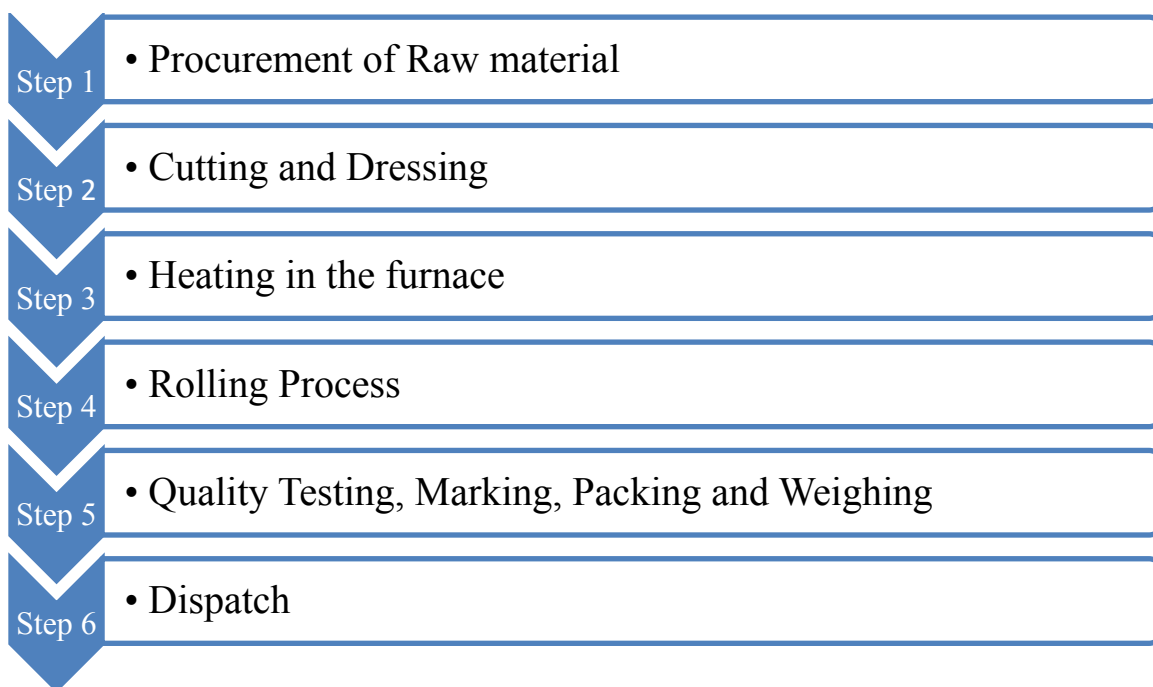 Step 1
• Procurement of Raw material
Step 2
• Cutting and Dressing
Step 3
• Heating in the furnace
Step 4
• Rolling Process
Step 5
• Quality Testing, Marking, Packing and Weighing
Step 6
• Dispatch